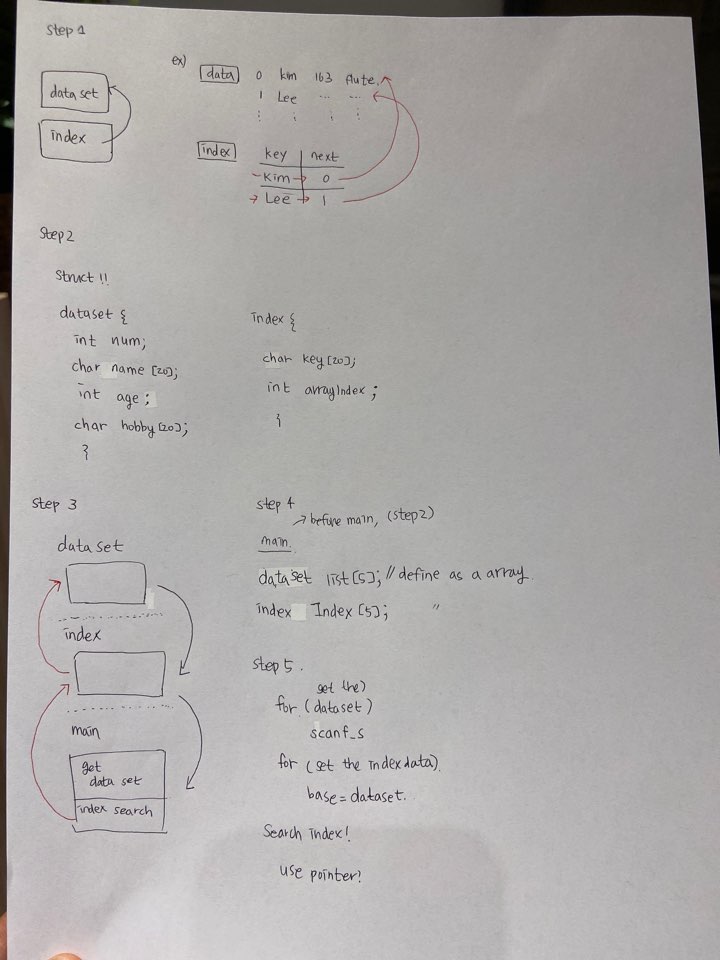 Step 1
data set
index
ex)
data 0 kim 163 flute.
1 Lee ... ...
index
key next
Kim 0
Lee 1
Step 2
Struct !!
dataset {
int num;
char name [20];
int age ;
char hobby [20];
}
index {
char key [20];
int arrayIndex ;
}
Step 3
data set
index
main
get
data set
index search
step 4
before main, (step2)
main.
dataset list [5]; // define as a array.
index Index [5]; "
step 5.
get the)
for (dataset)
scanf_s
for (set the index data).
base = dataset.
Search index!
use pointer?